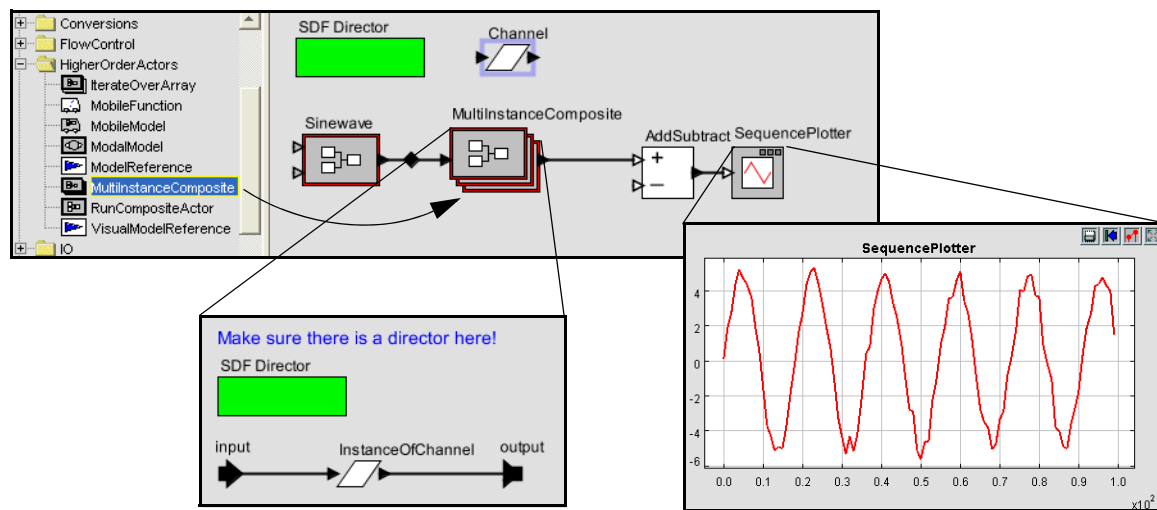 Conversions
FlowControl
HigherOrderActors
IterateOverArray
MobileFunction
MobileModel
ModalModel
ModelReference
MultiInstanceComposite
RunCompositeActor
VisualModelReference
IO
SDF Director
Channel
Sinewave
MultiInstanceComposite
AddSubtract
SequencePlotter
+
−
Make sure there is a director here!
SDF Director
input
InstanceOfChannel
output
SequencePlotter
4
2
0
-2
-4
-6
0.0 0.1 0.2 0.3 0.4 0.5 0.6 0.7 0.8 0.9 1.0
x10²